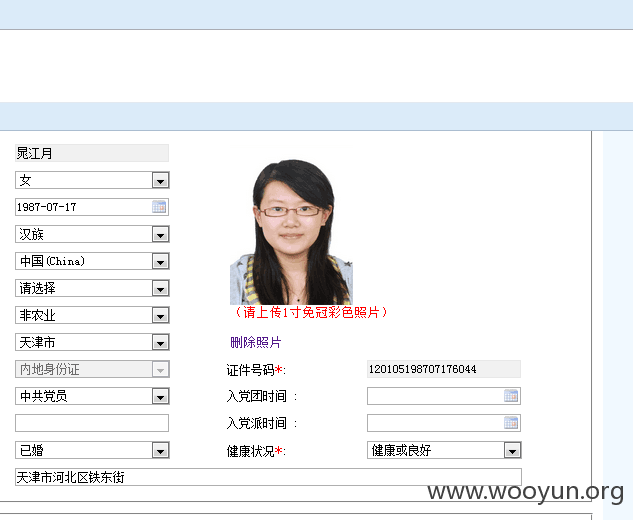 晁江月
女
1987-07-17
汉族
中国(China)
请选择
（请上传1寸免冠彩色照片）
非农业
天津市
删除照片
内地身份证 证件号码*: 120105198707176044
中共党员 入党团时间 :
入党派时间 :
已婚 健康状况*: 健康或良好
天津市河北区铁东街
www.wooyun.org